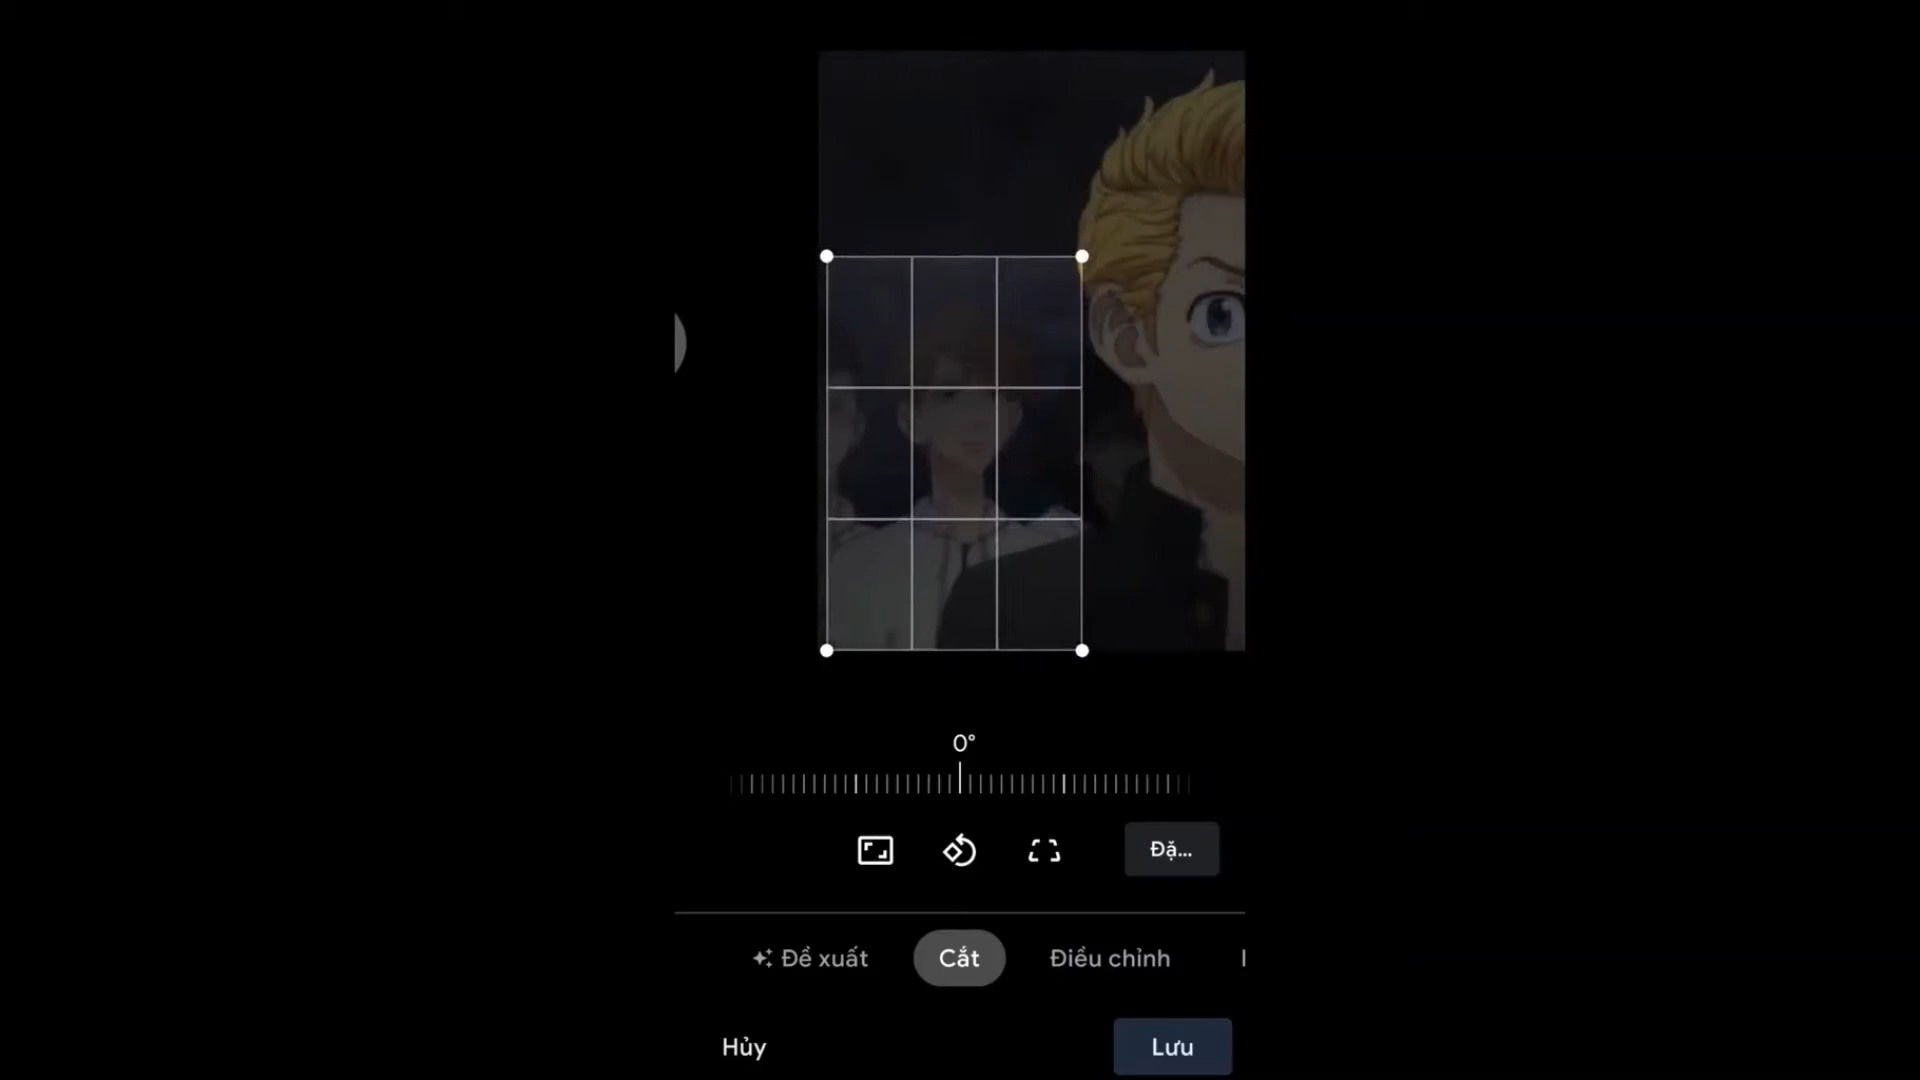 0°
Đặ...
Đề xuất
Cắt
Điều chỉnh
Hủy
Lưu